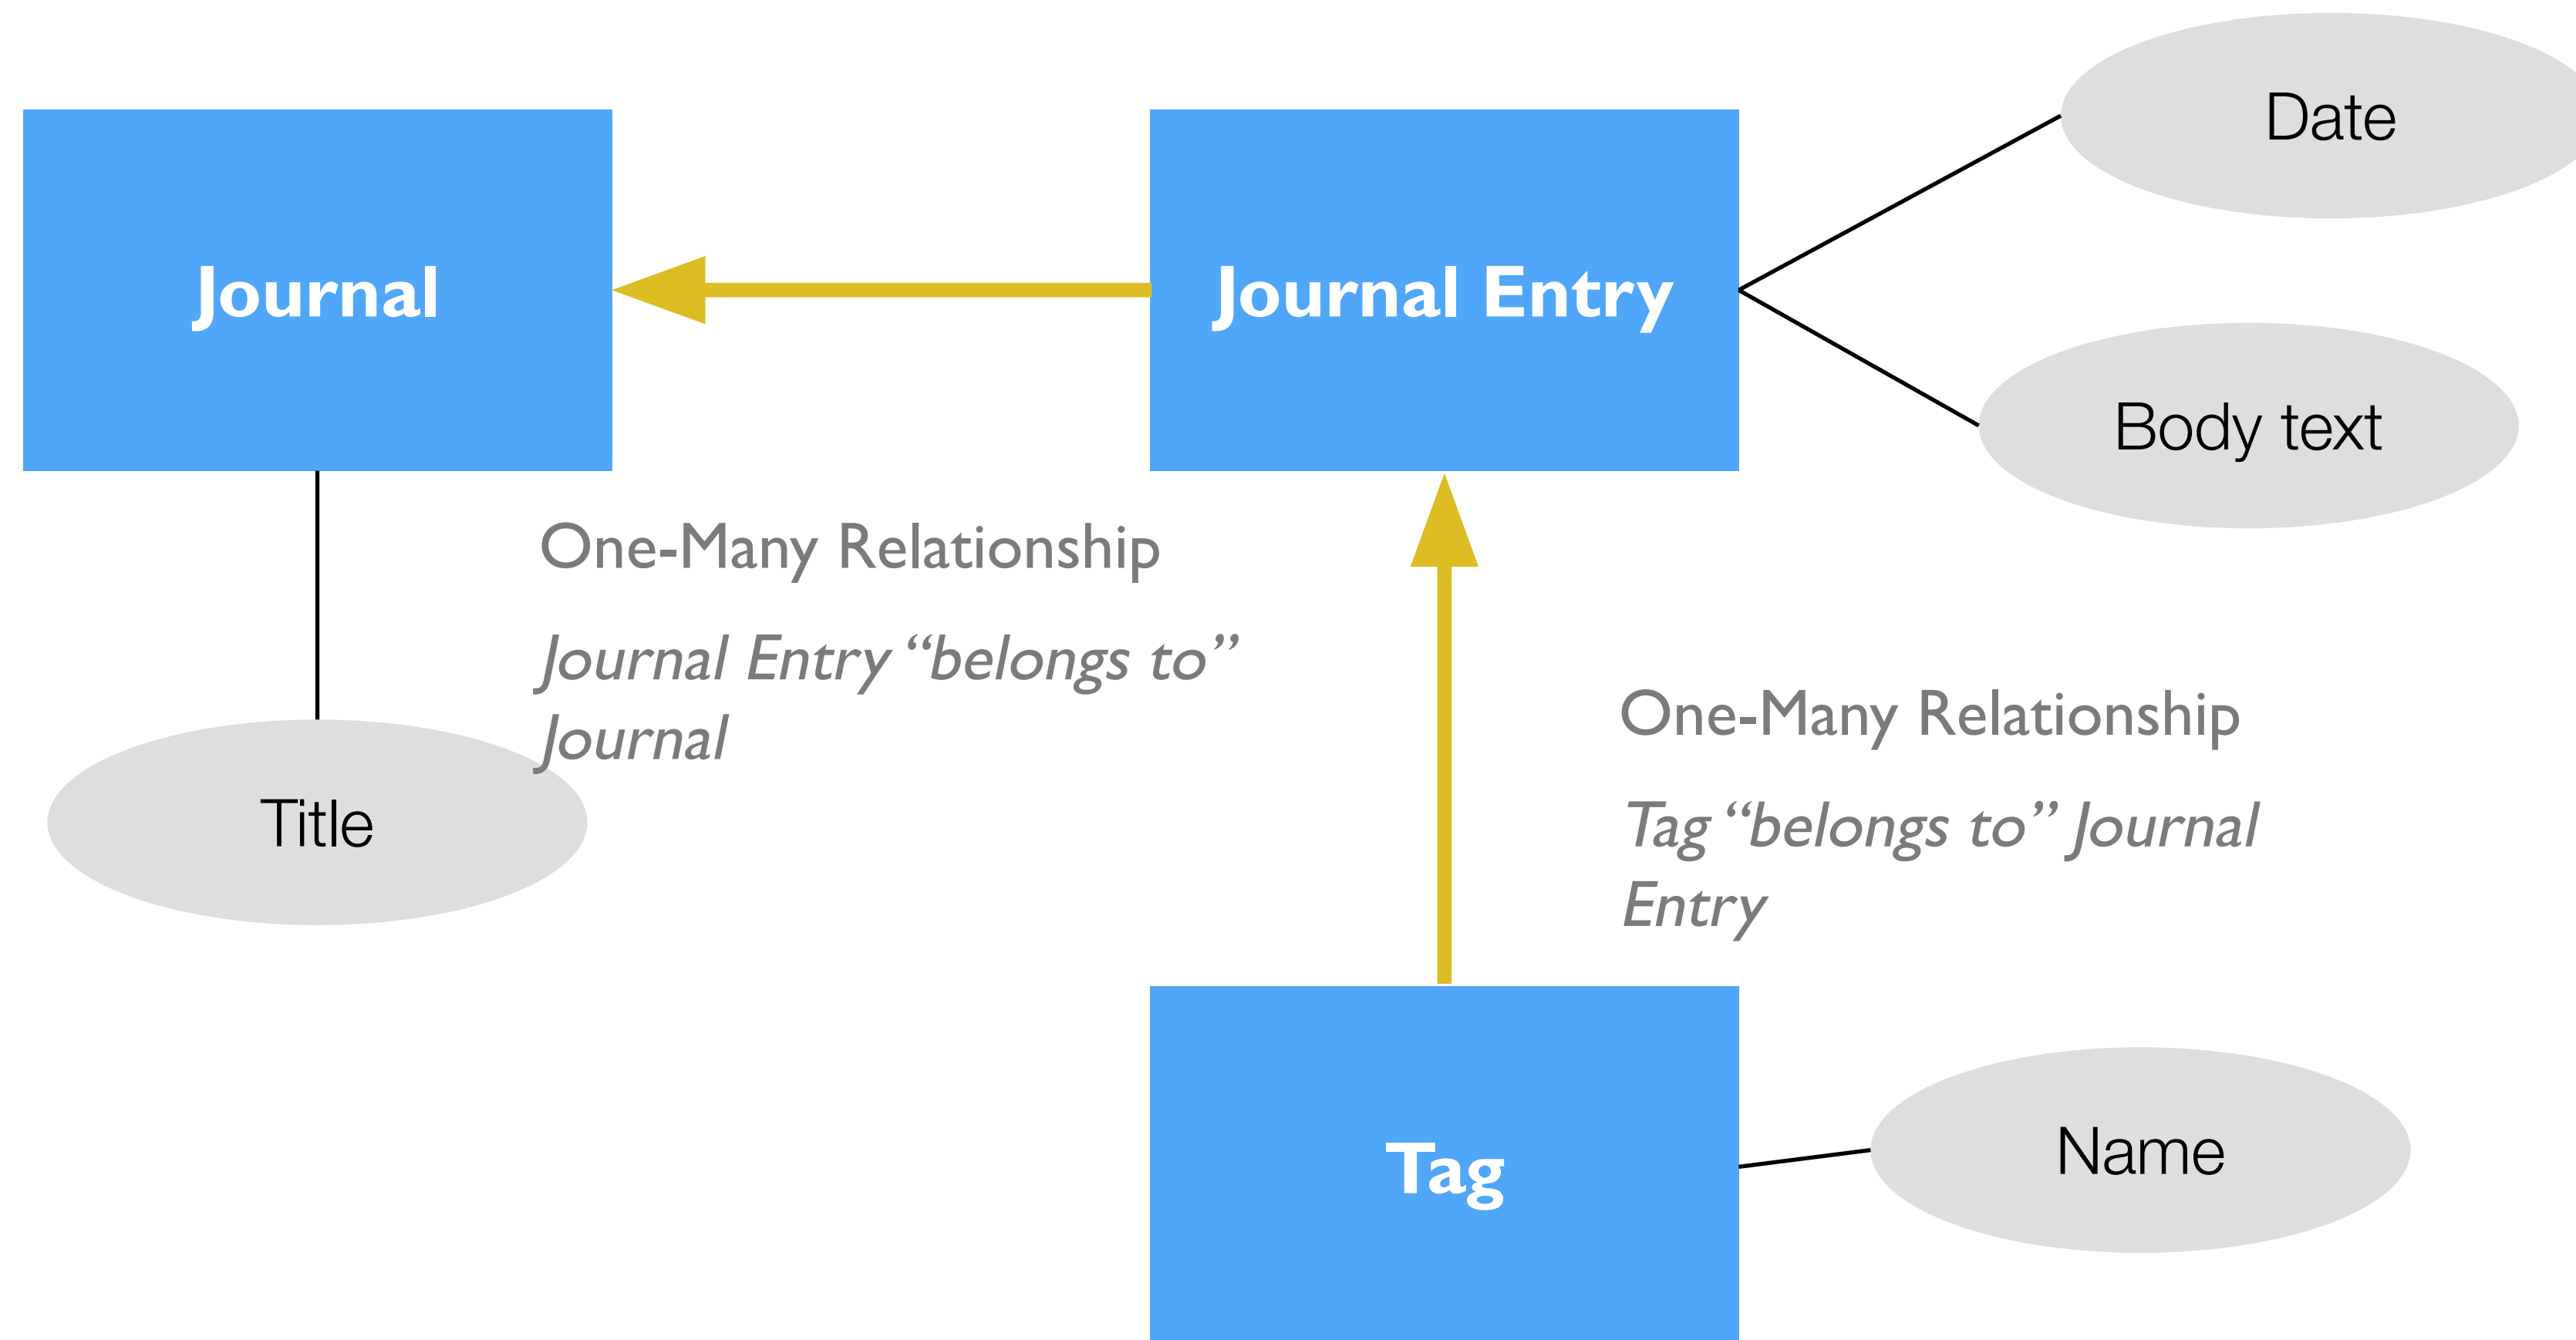 Date
Journal
Journal Entry
Body text
One-Many Relationship
Journal Entry “belongs to”
Journal
Title
One-Many Relationship
Tag “belongs to” Journal
Entry
Tag
Name